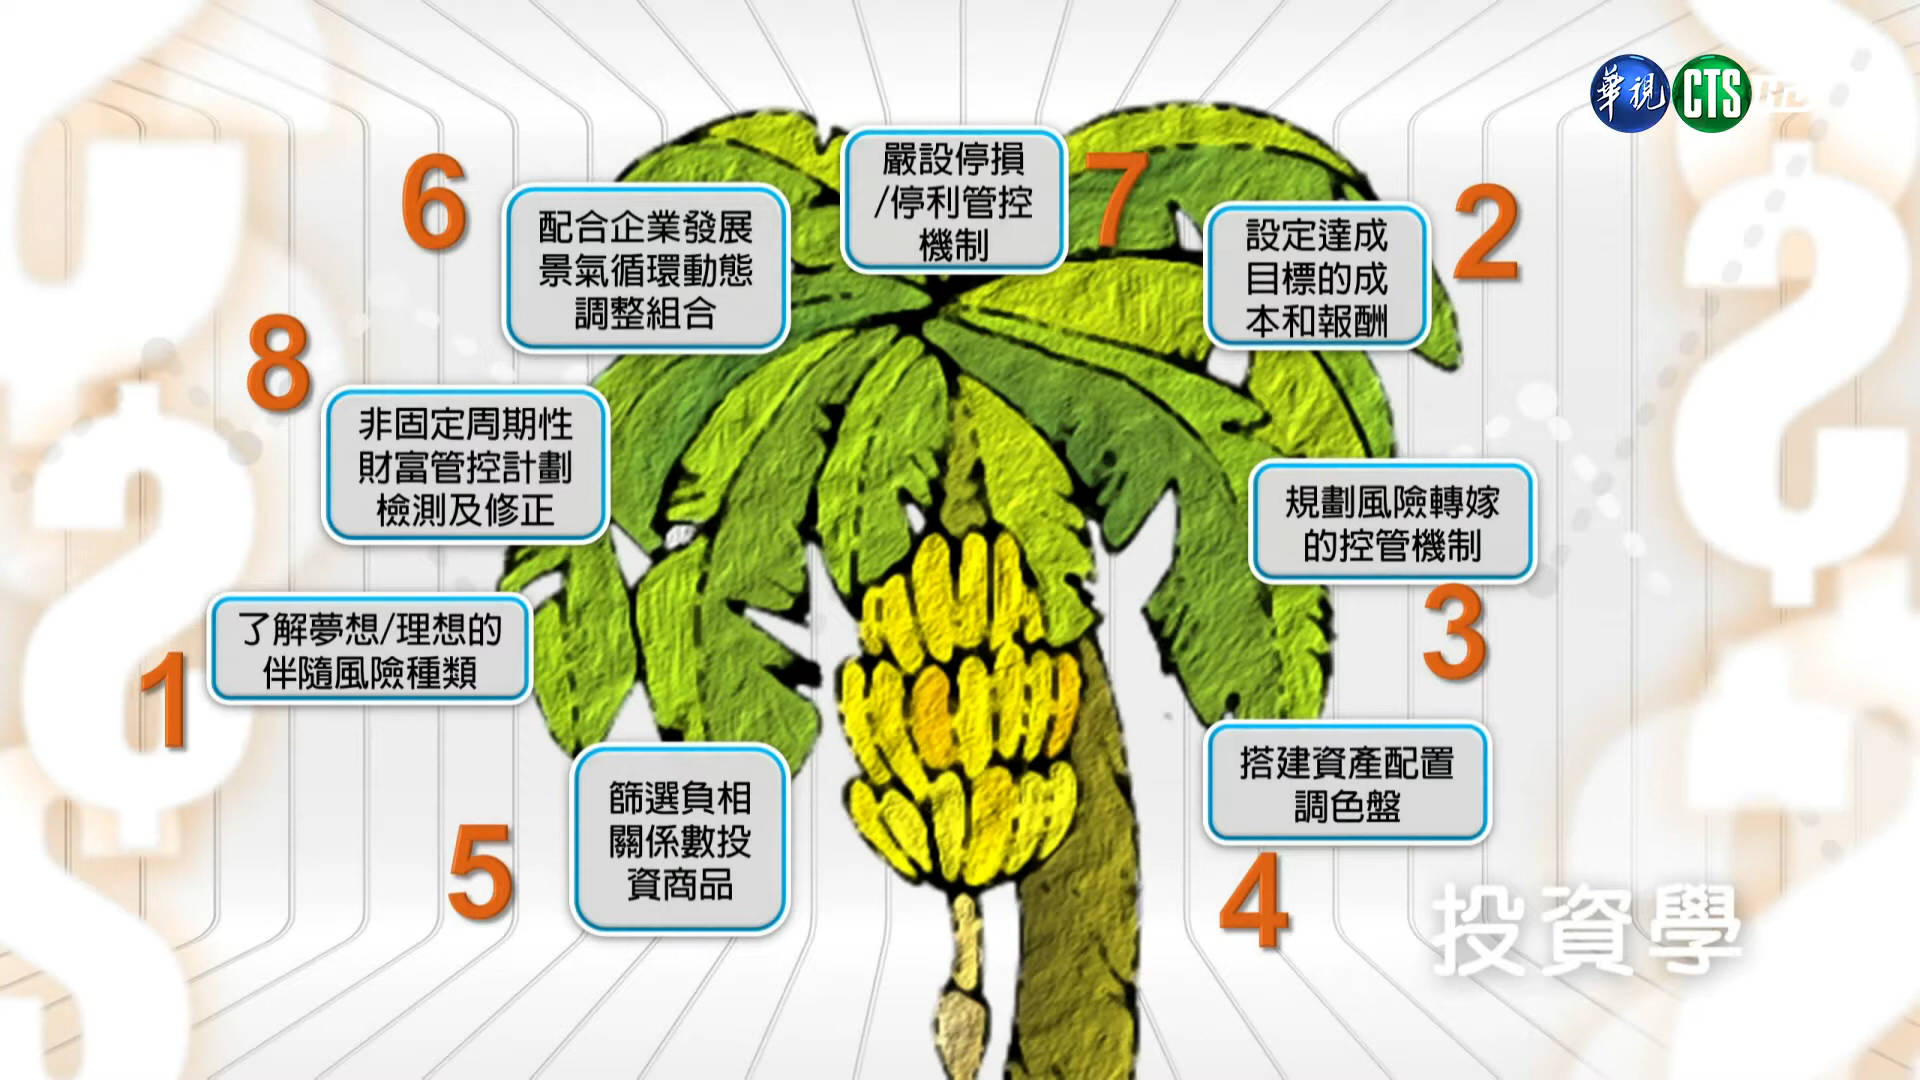 華視
CTS
HD
7
嚴設停損
/停利管控
機制
6
配合企業發展
景氣循環動態
調整組合
2
設定達成
目標的成
本和報酬
8
非固定周期性
財富管控計劃
檢測及修正
規劃風險轉嫁
的控管機制
3
1
了解夢想/理想的
伴隨風險種類
搭建資產配置
調色盤
4
5
篩選負相
關係數投
資商品
投資學